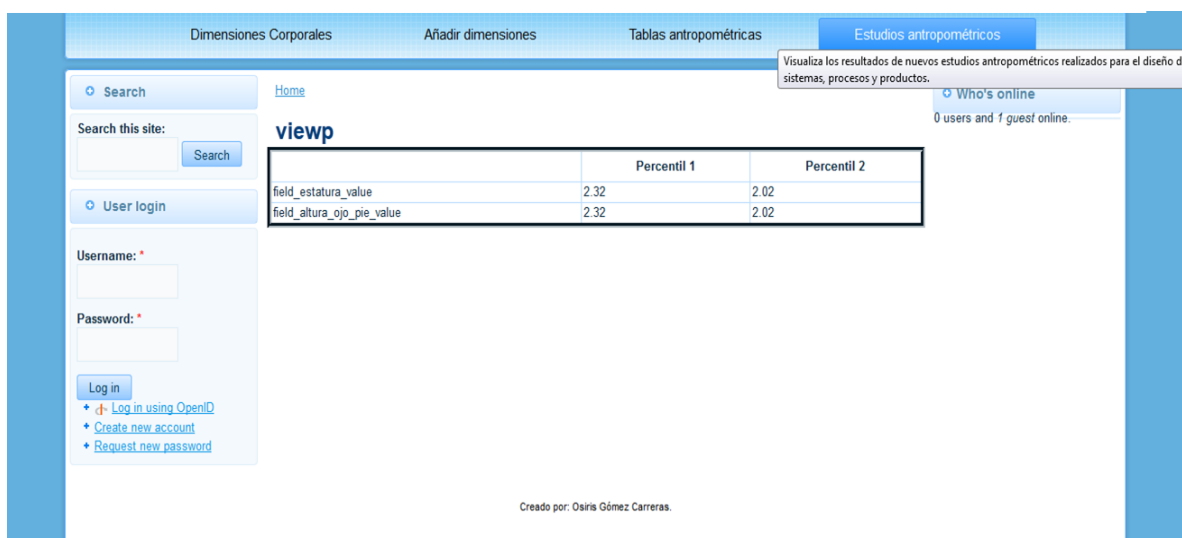 Dimensiones Corporales Añadir dimensiones Tablas antropométricas Estudios antropométricos
Visualiza los resultados de nuevos estudios antropométricos realizados para el diseño d
sistemas, procesos y productos.
Search
Search this site:
Search
User login
Username: *
Password: *
Log in
Log in using OpenID
Create new account
Request new password
Home
viewp
Percentil 1 Percentil 2
field_estatura_value 2.32 2.02
field_altura_ojo_pie_value 2.32 2.02
Who's online
0 users and 1 guest online.
Creado por: Osiris Gómez Carreras.